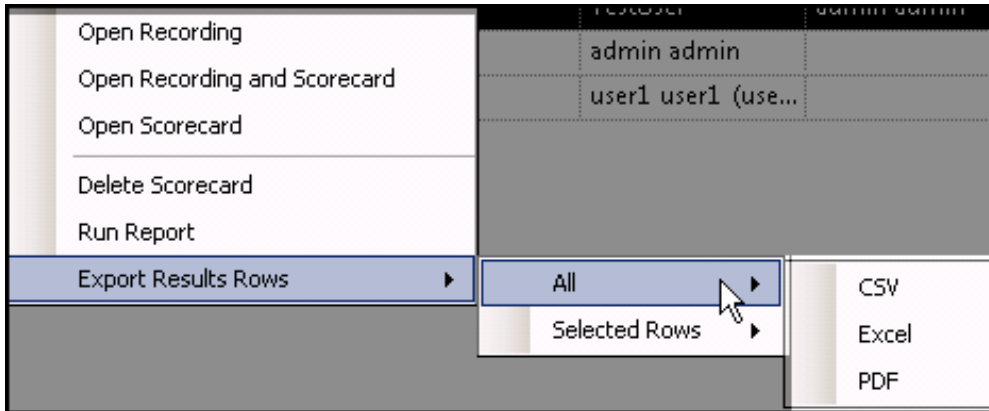 Open Recording
Open Recording and Scorecard
Open Scorecard
Delete Scorecard
Run Report
Export Results Rows
admin admin
user1 user1 (use...
All
Selected Rows
CSV
Excel
PDF